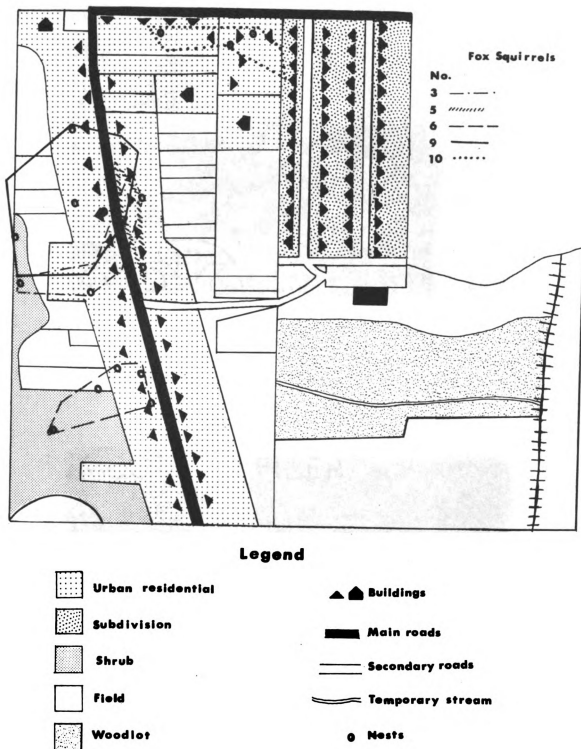 Fox Squirrels
No.
3
5
6
9
10
Legend
Urban residential
Subdivision
Shrub
Field
Woodlot
Buildings
Main roads
Secondary roads
Temporary stream
Nests